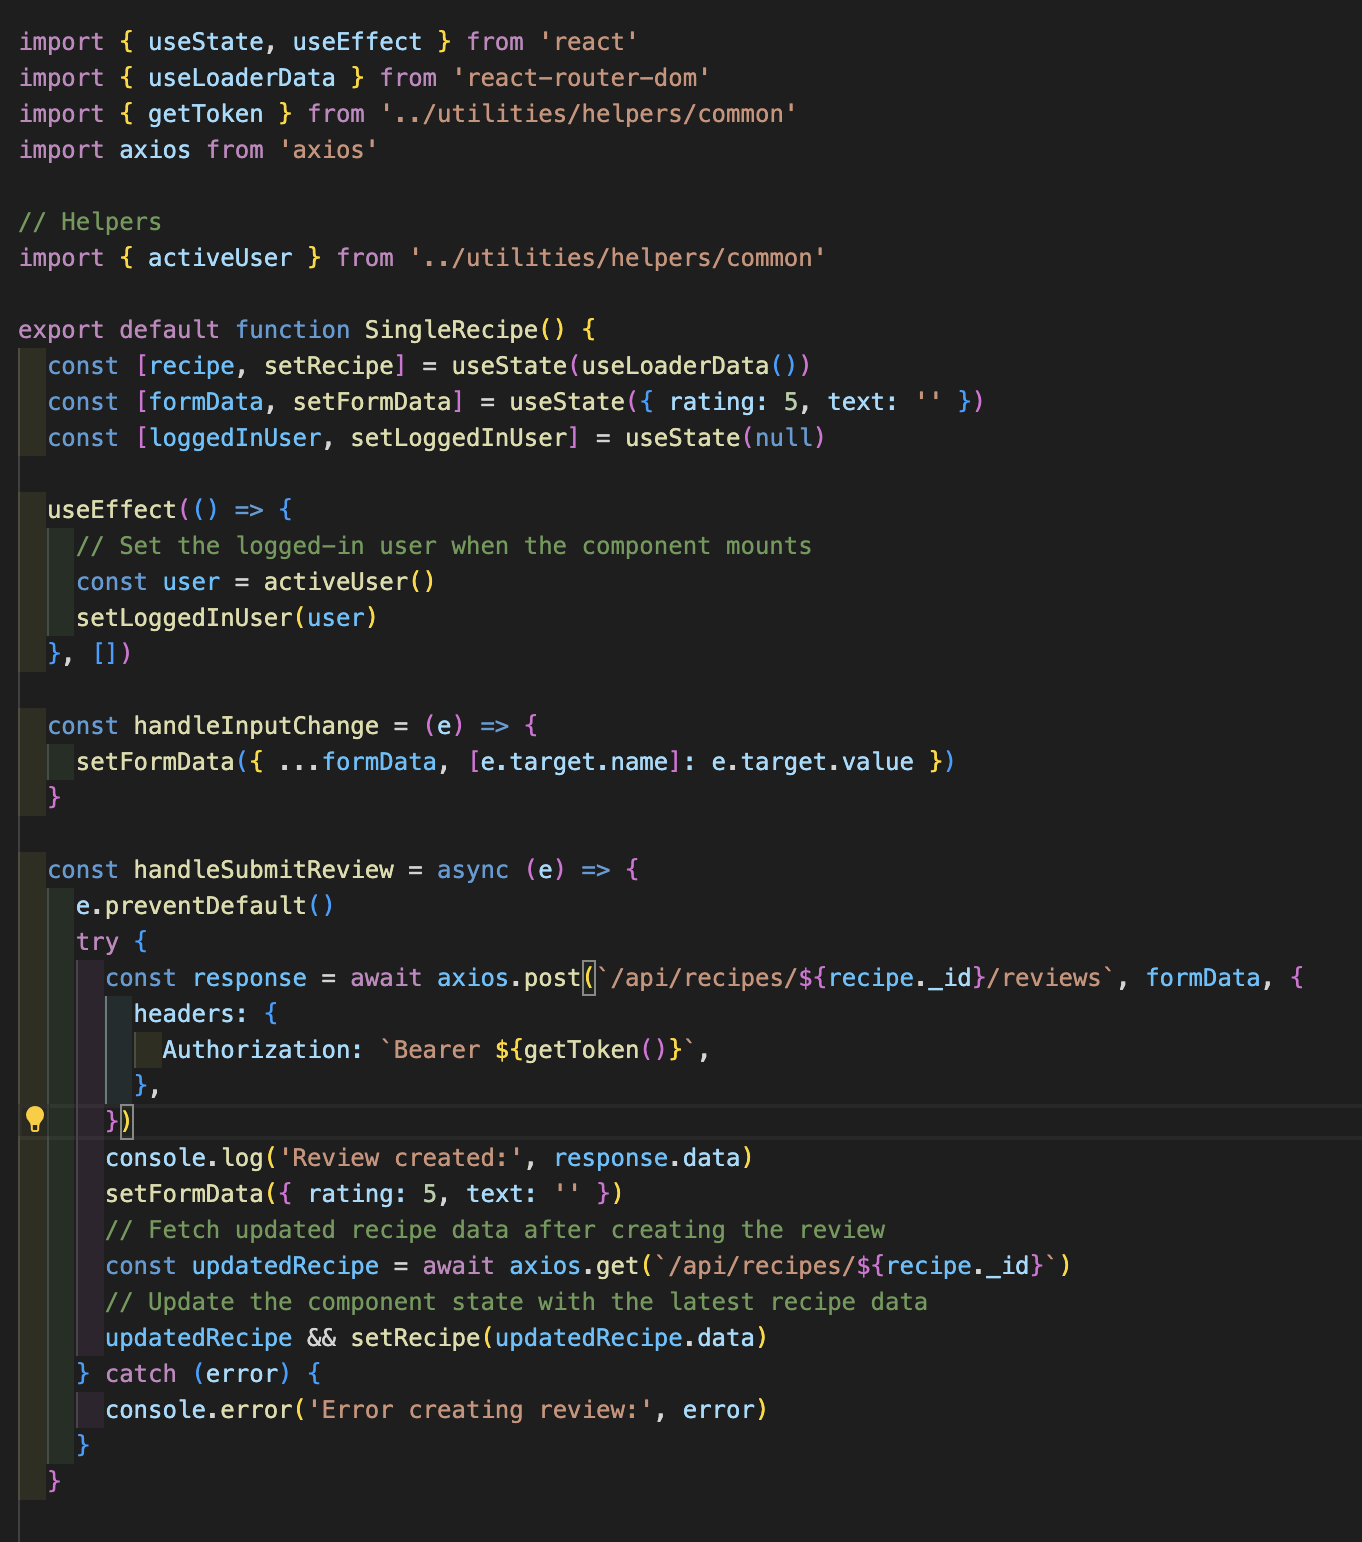 import { useState, useEffect } from 'react'
import { useLoaderData } from 'react-router-dom'
import { getToken } from '../utilities/helpers/common'
import axios from 'axios'

// Helpers
import { activeUser } from '../utilities/helpers/common'

export default function SingleRecipe() {
  const [recipe, setRecipe] = useState(useLoaderData())
  const [formData, setFormData] = useState({ rating: 5, text: '' })
  const [loggedInUser, setLoggedInUser] = useState(null)

  useEffect(() => {
    // Set the logged-in user when the component mounts
    const user = activeUser()
    setLoggedInUser(user)
  }, [])

  const handleInputChange = (e) => {
    setFormData({ ...formData, [e.target.name]: e.target.value })
  }

  const handleSubmitReview = async (e) => {
    e.preventDefault()
    try {
      const response = await axios.post(`/api/recipes/${recipe._id}/reviews`, formData, {
        headers: {
          Authorization: `Bearer ${getToken()}`,
        },
      })
      console.log('Review created:', response.data)
      setFormData({ rating: 5, text: '' })
      // Fetch updated recipe data after creating the review
      const updatedRecipe = await axios.get(`/api/recipes/${recipe._id}`)
      // Update the component state with the latest recipe data
      updatedRecipe && setRecipe(updatedRecipe.data)
    } catch (error) {
      console.error('Error creating review:', error)
    }
  }